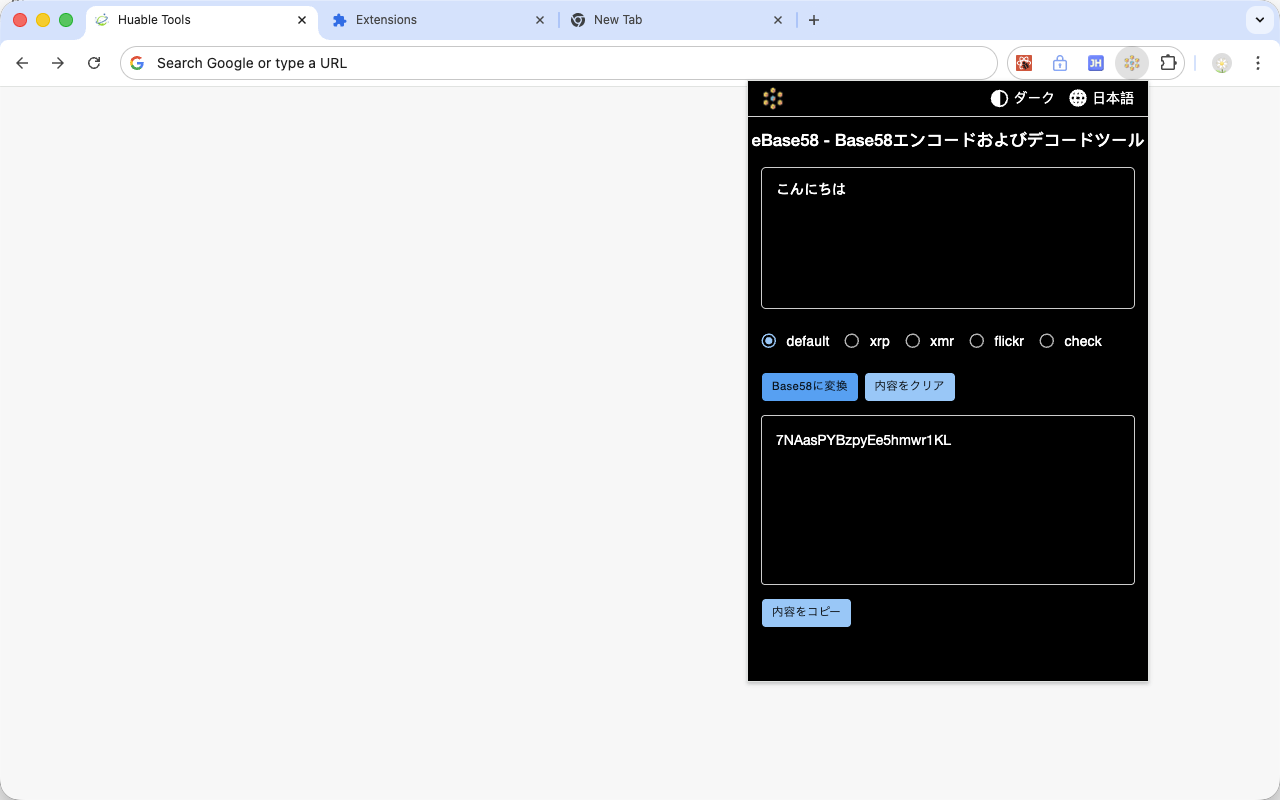 Huable Tools
Extensions
New Tab
Search Google or type a URL
JH
ダーク
日本語
eBase58 - Base58エンコードおよびデコードツール
こんにちは
default
xrp
xmr
flickr
check
Base58に変換
内容をクリア
7NAasPYBzpyEe5hmwr1KL
内容をコピー